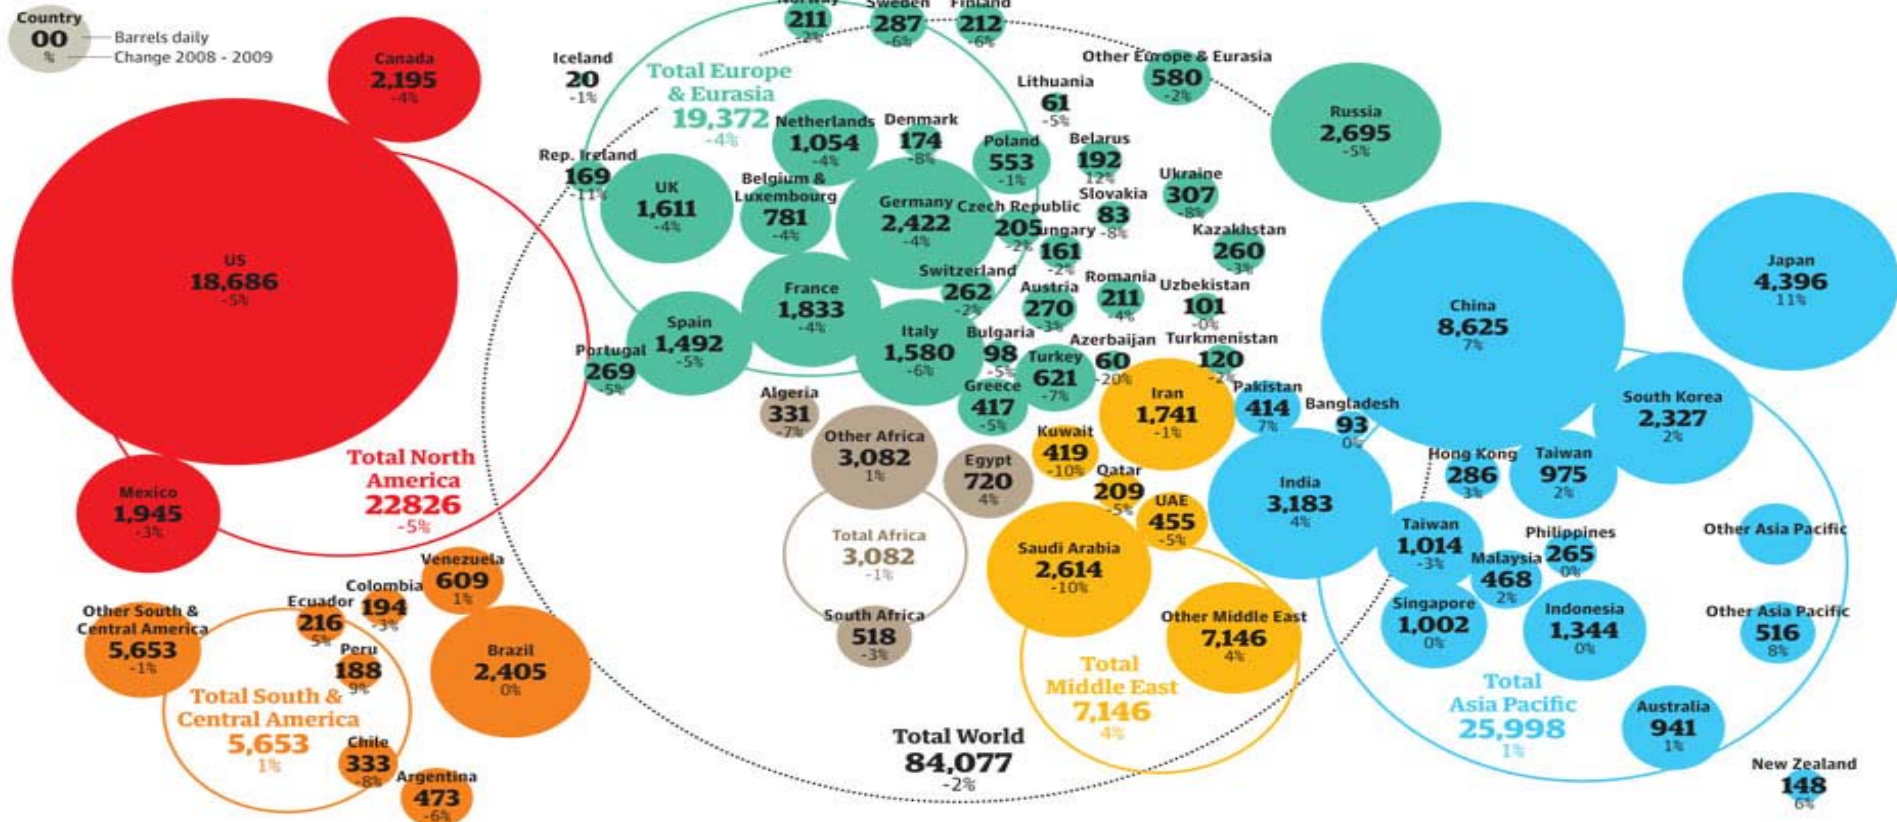 Country
00
%
Barrels daily
Change 2008 - 2009
Canada
2,195
-4%
US
18,686
-5%
Mexico
1,945
-3%
Total North
America
22826
-5%
Venezuela
609
1%
Colombia
194
-3%
Ecuador
216
5%
Other South &
Central America
5,653
-1%
Peru
188
9%
Brazil
2,405
0%
Total South &
Central America
5,653
1%
Chile
333
-8%
Argentina
473
-6%
Iceland
20
-1%
Norway
211
-2%
Sweden
287
-6%
Finland
212
-6%
Total Europe
& Eurasia
19,372
-4%
Netherlands
1,054
-4%
Denmark
174
-8%
Poland
553
-1%
Lithuania
61
-5%
Belarus
192
12%
Other Europe & Eurasia
580
-2%
Russia
2,695
-5%
Rep. Ireland
169
-11%
UK
1,611
-4%
Belgium &
Luxembourg
781
-4%
Germany
2,422
-4%
Czech Republic
205
-2%
Slovakia
83
-8%
Ukraine
307
-8%
ungary
161
-2%
Kazakhstan
260
-3%
Switzerland
262
-2%
Austria
270
-3%
Romania
211
-4%
Uzbekistan
101
-0%
France
1,833
-4%
Spain
1,492
-5%
Portugal
269
-5%
Italy
1,580
-6%
Bulgaria
98
-5%
Turkey
621
-7%
Azerbaijan
60
-20%
Turkmenistan
120
-2%
Greece
417
-5%
Algeria
331
-7%
Other Africa
3,082
1%
Egypt
720
4%
Total Africa
3,082
-1%
South Africa
518
-3%
Iran
1,741
-1%
Kuwait
419
-10%
Qatar
209
-5%
UAE
455
-5%
Saudi Arabia
2,614
-10%
Other Middle East
7,146
4%
Total
Middle East
7,146
4%
Total World
84,077
-2%
Japan
4,396
11%
China
8,625
7%
Pakistan
414
7%
Bangladesh
93
0%
South Korea
2,327
2%
India
3,183
4%
Hong Kong
286
3%
Taiwan
975
2%
Taiwan
1,014
-3%
Philippines
265
0%
Malaysia
468
2%
Other Asia Pacific
Singapore
1,002
0%
Indonesia
1,344
0%
Other Asia Pacific
516
8%
Total
Asia Pacific
25,998
1%
Australia
941
1%
New Zealand
148
6%